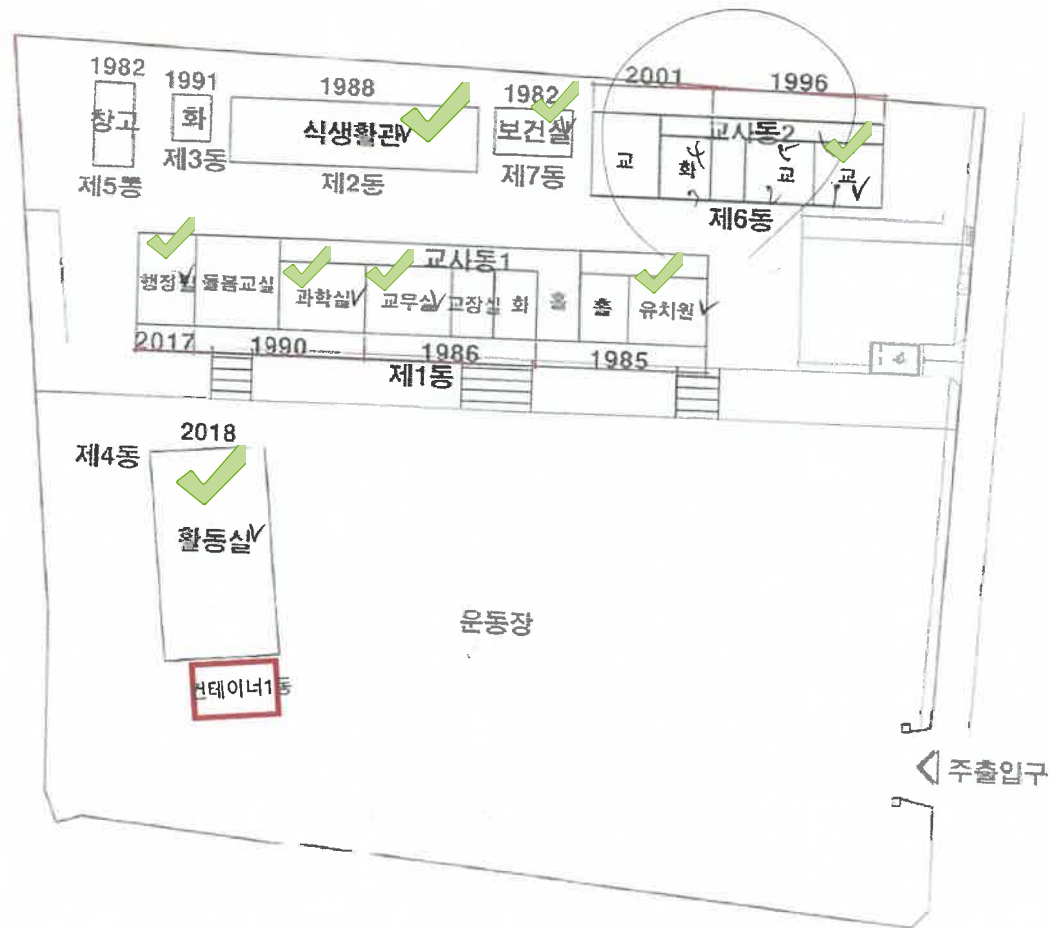 1982
창고
제5동
1991
화
제3동
1988
식생활관
제2동
1982
보건실
제7동
2001
1996
교사동2
교
화
교
교
제6동
교사동1
행정실
돌봄교실
과학실
교무실
교장실
화
홀
홀
유치원
2017
1990
1986
1985
제1동
2018
제4동
활동실
컨테이너1동
운동장
주출입구